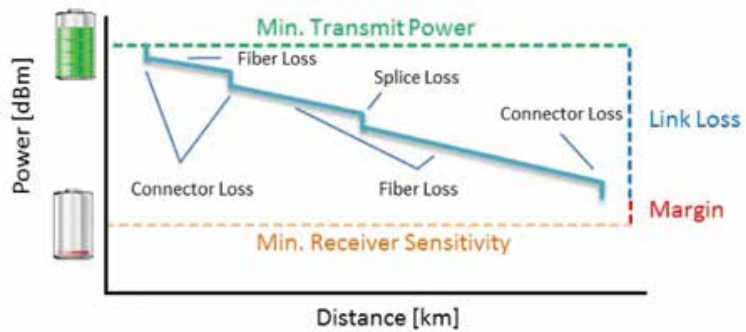 Min. Transmit Power
Fiber Loss
Splice Loss
Connector Loss
Link Loss
Power [dBm]
Connector Loss
Fiber Loss
Margin
Min. Receiver Sensitivity
Distance [km]